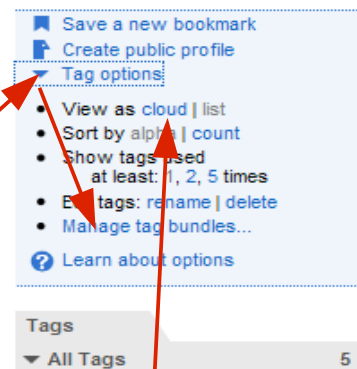 Save a new bookmark
Create public profile
Tag options
View as cloud | list
Sort by alpha | count
Show tags used
at least: 1, 2, 5 times
Edit tags: rename | delete
Manage tag bundles...
Learn about options
Tags
All Tags 5